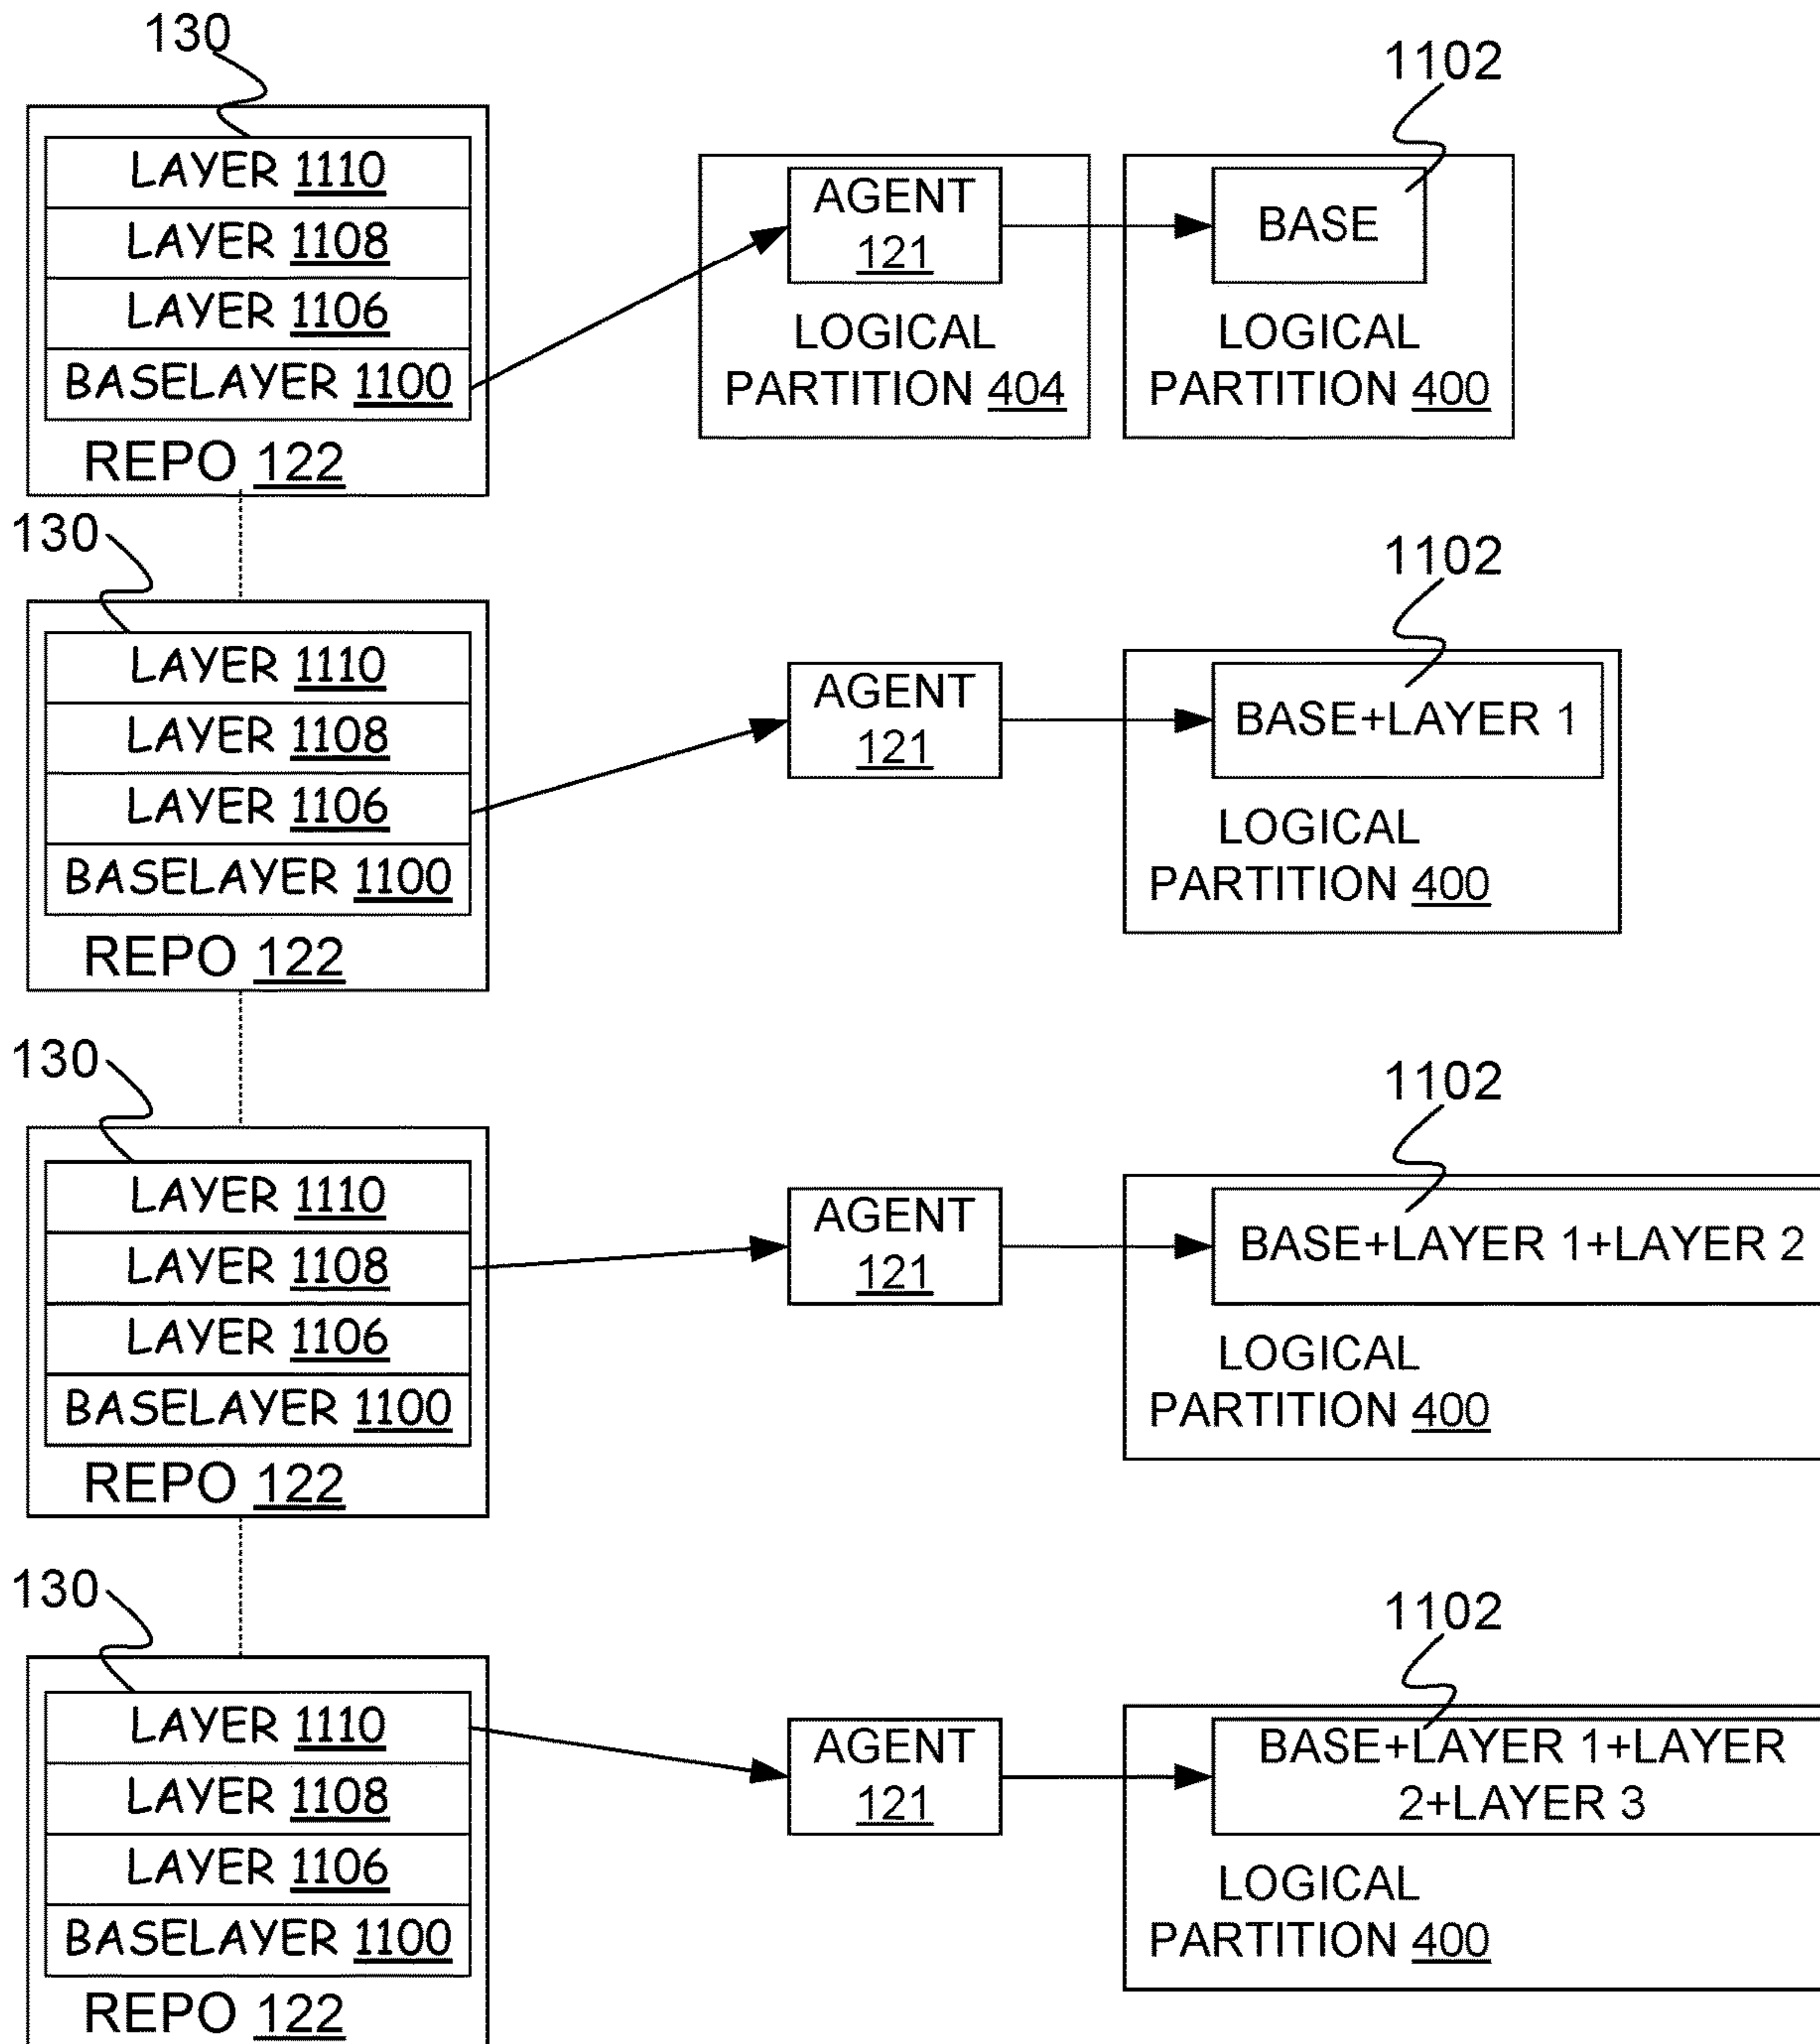 130
LAYER 1110
LAYER 1108
LAYER 1106
BASELAYER 1100
REPO 122
AGENT
121
LOGICAL
PARTITION 404
1102
BASE
LOGICAL
PARTITION 400
130
LAYER 1110
LAYER 1108
LAYER 1106
BASELAYER 1100
REPO 122
AGENT
121
1102
BASE+LAYER 1
LOGICAL
PARTITION 400
130
LAYER 1110
LAYER 1108
LAYER 1106
BASELAYER 1100
REPO 122
AGENT
121
1102
BASE+LAYER 1+LAYER 2
LOGICAL
PARTITION 400
130
LAYER 1110
LAYER 1108
LAYER 1106
BASELAYER 1100
REPO 122
AGENT
121
1102
BASE+LAYER 1+LAYER
2+LAYER 3
LOGICAL
PARTITION 400